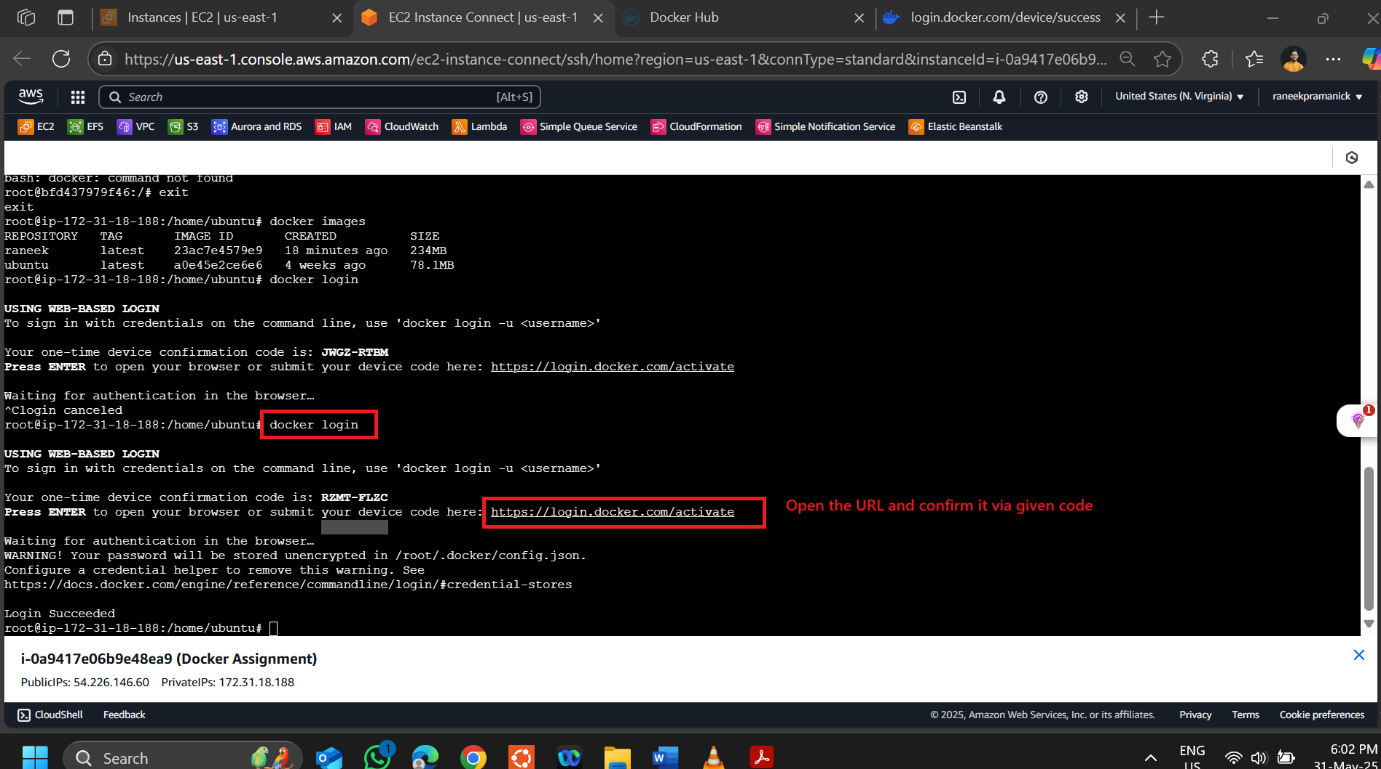 Instances | EC2 | us-east-1
EC2 Instance Connect | us-east-1
Docker Hub
login.docker.com/device/success
https://us-east-1.console.aws.amazon.com/ec2-instance-connect/ssh/home?region=us-east-1&connType=standard&instanceId=i-0a9417e06b9...
aws
Search
[Alt+S]
United States (N. Virginia)
raneekpramanick
EC2
EFS
VPC
S3
Aurora and RDS
IAM
CloudWatch
Lambda
Simple Queue Service
CloudFormation
Simple Notification Service
Elastic Beanstalk
bash: docker: command not found
root@bfd437979f46:/# exit
exit
root@ip-172-31-18-188:/home/ubuntu# docker images
REPOSITORY TAG IMAGE ID CREATED SIZE
raneek latest 23ac7e4579e9 18 minutes ago 234MB
ubuntu latest a0e45e2ce6e6 4 weeks ago 78.1MB
root@ip-172-31-18-188:/home/ubuntu# docker login
USING WEB-BASED LOGIN
To sign in with credentials on the command line, use 'docker login -u <username>'
Your one-time device confirmation code is: JWGZ-RTBM
Press ENTER to open your browser or submit your device code here: https://login.docker.com/activate
Waiting for authentication in the browser…
^Clogin canceled
root@ip-172-31-18-188:/home/ubuntu# docker login
USING WEB-BASED LOGIN
To sign in with credentials on the command line, use 'docker login -u <username>'
Your one-time device confirmation code is: RZMT-FLZC
Press ENTER to open your browser or submit your device code here: https://login.docker.com/activate
Open the URL and confirm it via given code
Waiting for authentication in the browser…
WARNING! Your password will be stored unencrypted in /root/.docker/config.json.
Configure a credential helper to remove this warning. See
https://docs.docker.com/engine/reference/commandline/login/#credential-stores
Login Succeeded
root@ip-172-31-18-188:/home/ubuntu#
1
i-0a9417e06b9e48ea9 (Docker Assignment)
PublicIPs: 54.226.146.60 PrivateIPs: 172.31.18.188
CloudShell
Feedback
© 2025, Amazon Web Services, Inc. or its affiliates.
Privacy
Terms
Cookie preferences
Search
1
ENG
US
6:02 PM
31-May-25